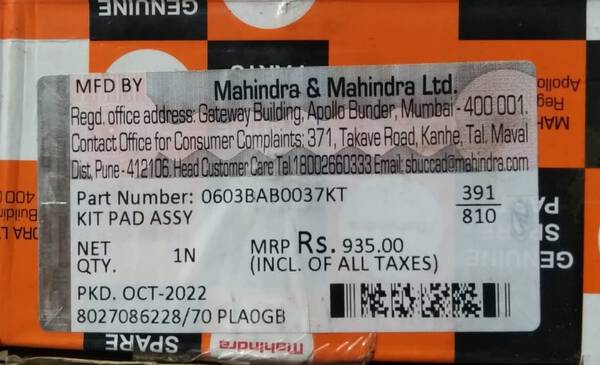 GENUINE
MFD BY Mahindra & Mahindra Ltd.
Regd. office address: Gateway Building, Apollo Bunder, Mumbai - 400 001.
Contact Office for Consumer Complaints: 371, Takave Road, Kanhe, Tal. Maval
Dist, Pune - 412106. Head Customer Care Tel.18002660333 Email: sbuccad@mahindra.com
Part Number: 0603BAB0037KT
391
810
KIT PAD ASSY
NET QTY. 1N
MRP Rs. 935.00
(INCL. OF ALL TAXES)
PKD. OCT-2022
8027086228/70 PLA0GB
GENUINE
SPARE
Mahindra